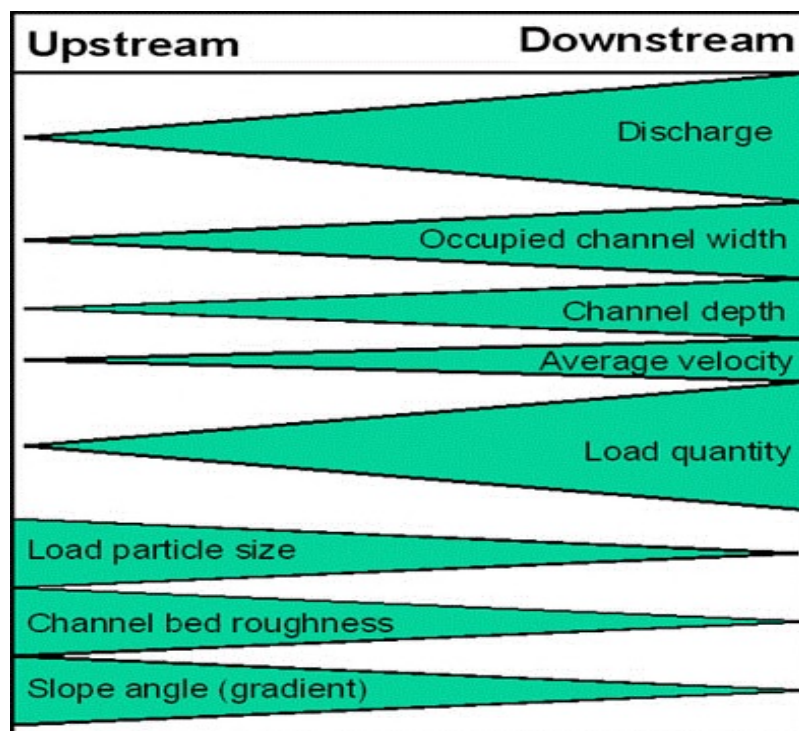 Upstream
Downstream
Discharge
Occupied channel width
Channel depth
Average velocity
Load quantity
Load particle size
Channel bed roughness
Slope angle (gradient)